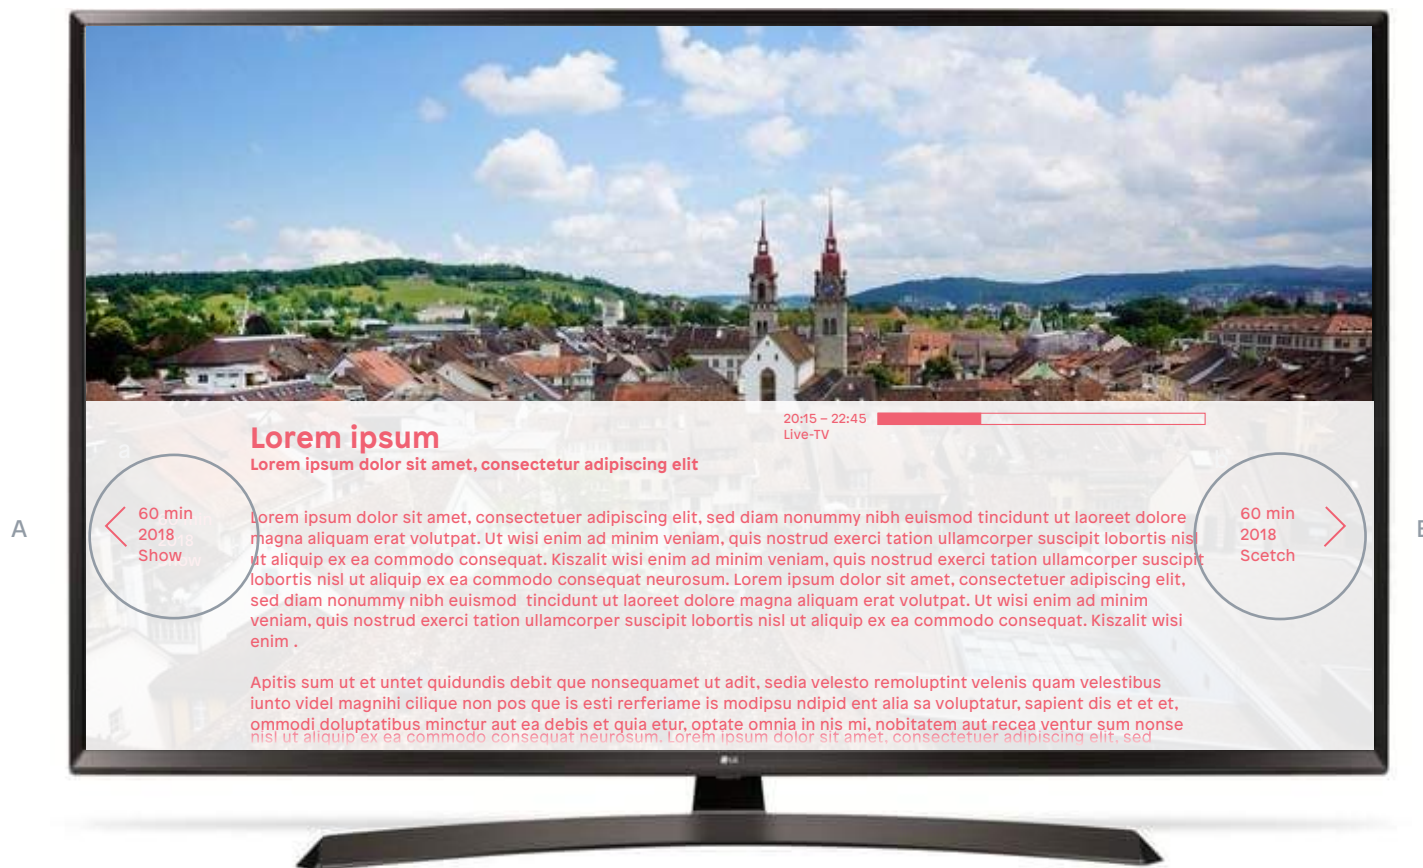 20:15 – 22:45
Live-TV
Lorem ipsum
Lorem ipsum dolor sit amet, consectetur adipiscing elit
A
60 min
2018
Show
Lorem ipsum dolor sit amet, consectetuer adipiscing elit, sed diam nonummy nibh euismod tincidunt ut laoreet dolore
magna aliquam erat volutpat. Ut wisi enim ad minim veniam, quis nostrud exerci tation ullamcorper suscipit lobortis nisl
ut aliquip ex ea commodo consequat. Kiszalit wisi enim ad minim veniam, quis nostrud exerci tation ullamcorper suscipit
lobortis nisl ut aliquip ex ea commodo consequat neurosum. Lorem ipsum dolor sit amet, consectetuer adipiscing elit,
sed diam nonummy nibh euismod  tincidunt ut laoreet dolore magna aliquam erat volutpat. Ut wisi enim ad minim
veniam, quis nostrud exerci tation ullamcorper suscipit lobortis nisl ut aliquip ex ea commodo consequat. Kiszalit wisi
enim .
Apitis sum ut et untet quidundis debit que nonsequamet ut adit, sedia velesto remoluptint velenis quam velestibus
iunto videl magnihi cilique non pos que is esti rerferiame is modipsu ndipid ent alia sa voluptatur, sapient dis et et et,
ommodi doluptatibus minctur aut ea debis et quia etur, optate omnia in nis mi, nobitatem aut recea ventur sum nonse
nisl ut aliquip ex ea commodo consequat neurosum. Lorem ipsum dolor sit amet, consectetuer adipiscing elit, sed
60 min
2018
Scetch
LG